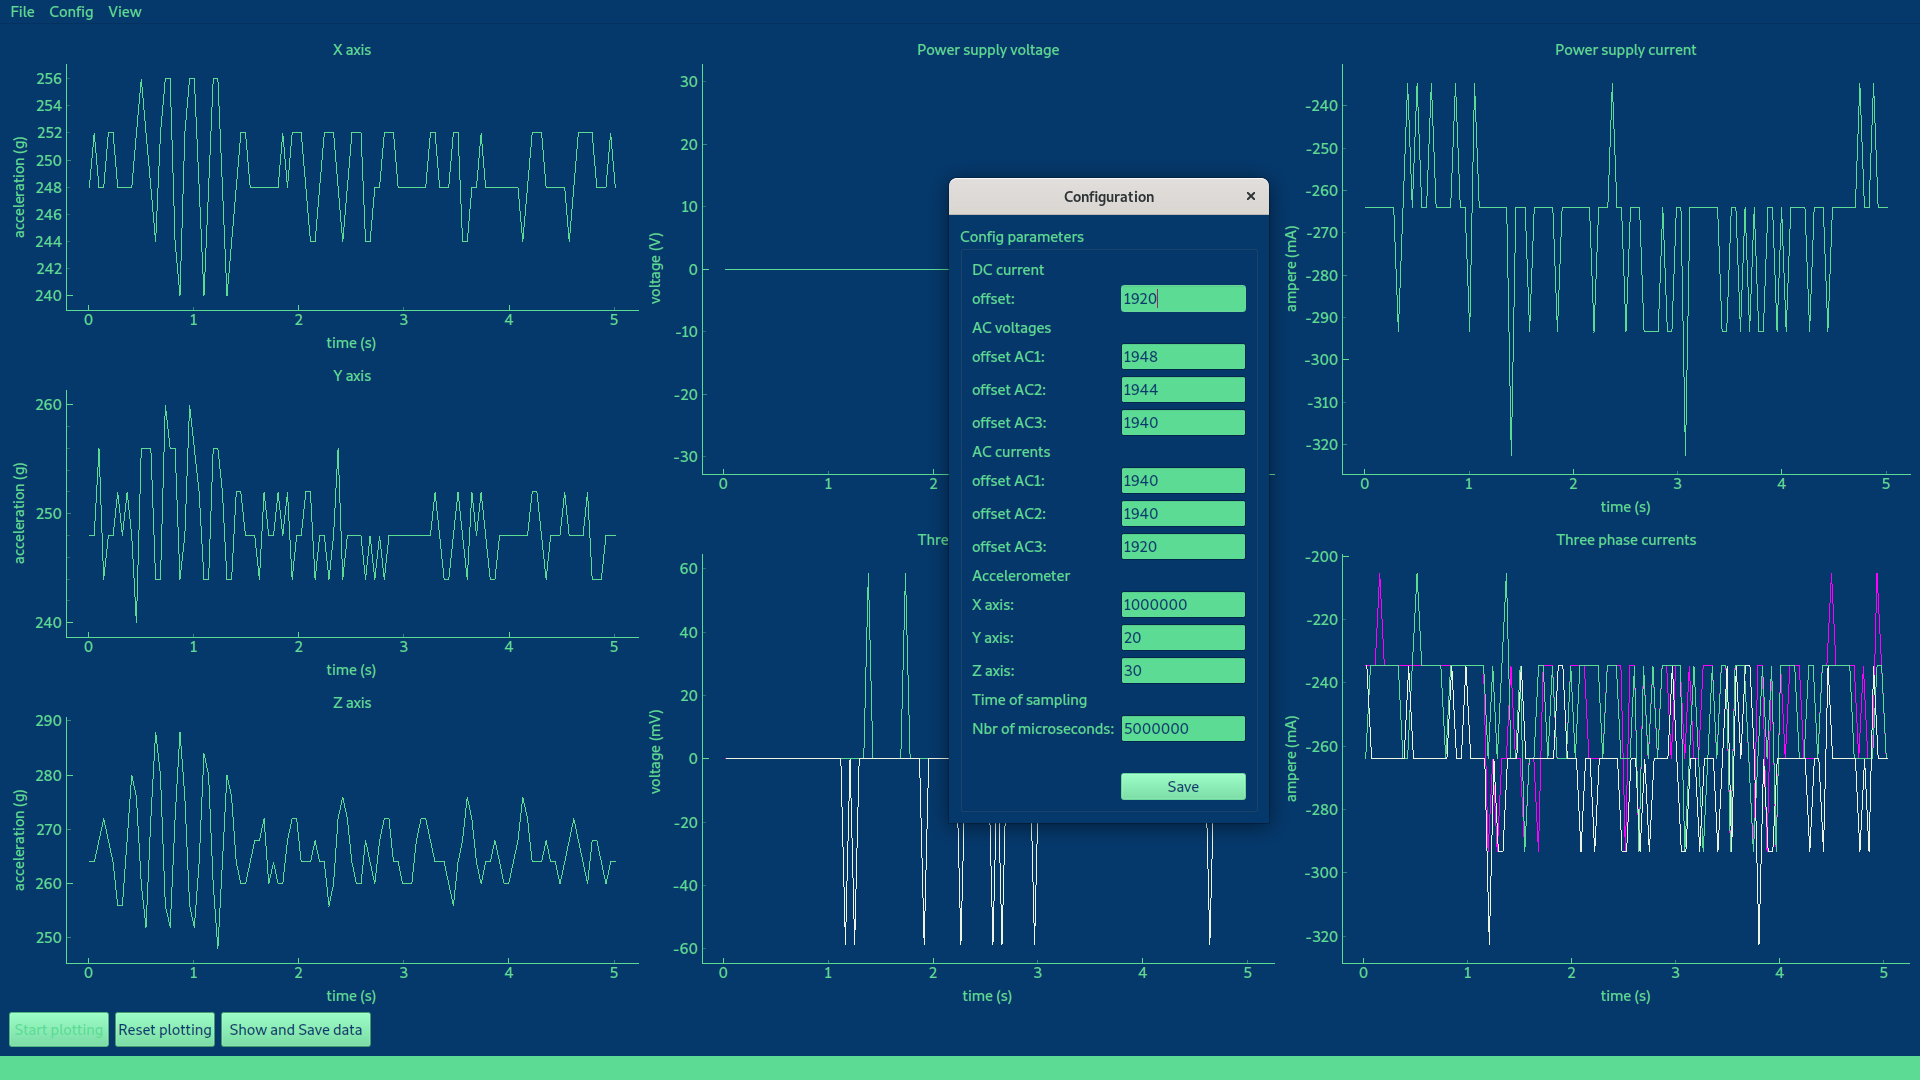 File Config View
X axis
256
254
252
250
248
246
244
242
240
acceleration (g)
0 1 2 3 4 5
time (s)
Y axis
260
250
240
acceleration (g)
0 1 2 3 4 5
time (s)
Z axis
290
280
270
260
250
acceleration (g)
0 1 2 3 4 5
time (s)
Power supply voltage
30
20
10
0
-10
-20
-30
voltage (V)
0 1 2
Thre
60
40
20
0
-20
-40
-60
voltage (mV)
0 1 2 3 4 5
time (s)
Configuration ×
Config parameters
DC current
offset: 1920
AC voltages
offset AC1: 1948
offset AC2: 1944
offset AC3: 1940
AC currents
offset AC1: 1940
offset AC2: 1940
offset AC3: 1920
Accelerometer
X axis: 1000000
Y axis: 20
Z axis: 30
Time of sampling
Nbr of microseconds: 5000000
Save
Power supply current
-240
-250
-260
-270
-280
-290
-300
-310
-320
ampere (mA)
0 1 2 3 4 5
time (s)
Three phase currents
-200
-220
-240
-260
-280
-300
-320
ampere (mA)
0 1 2 3 4 5
time (s)
Start plotting Reset plotting Show and Save data